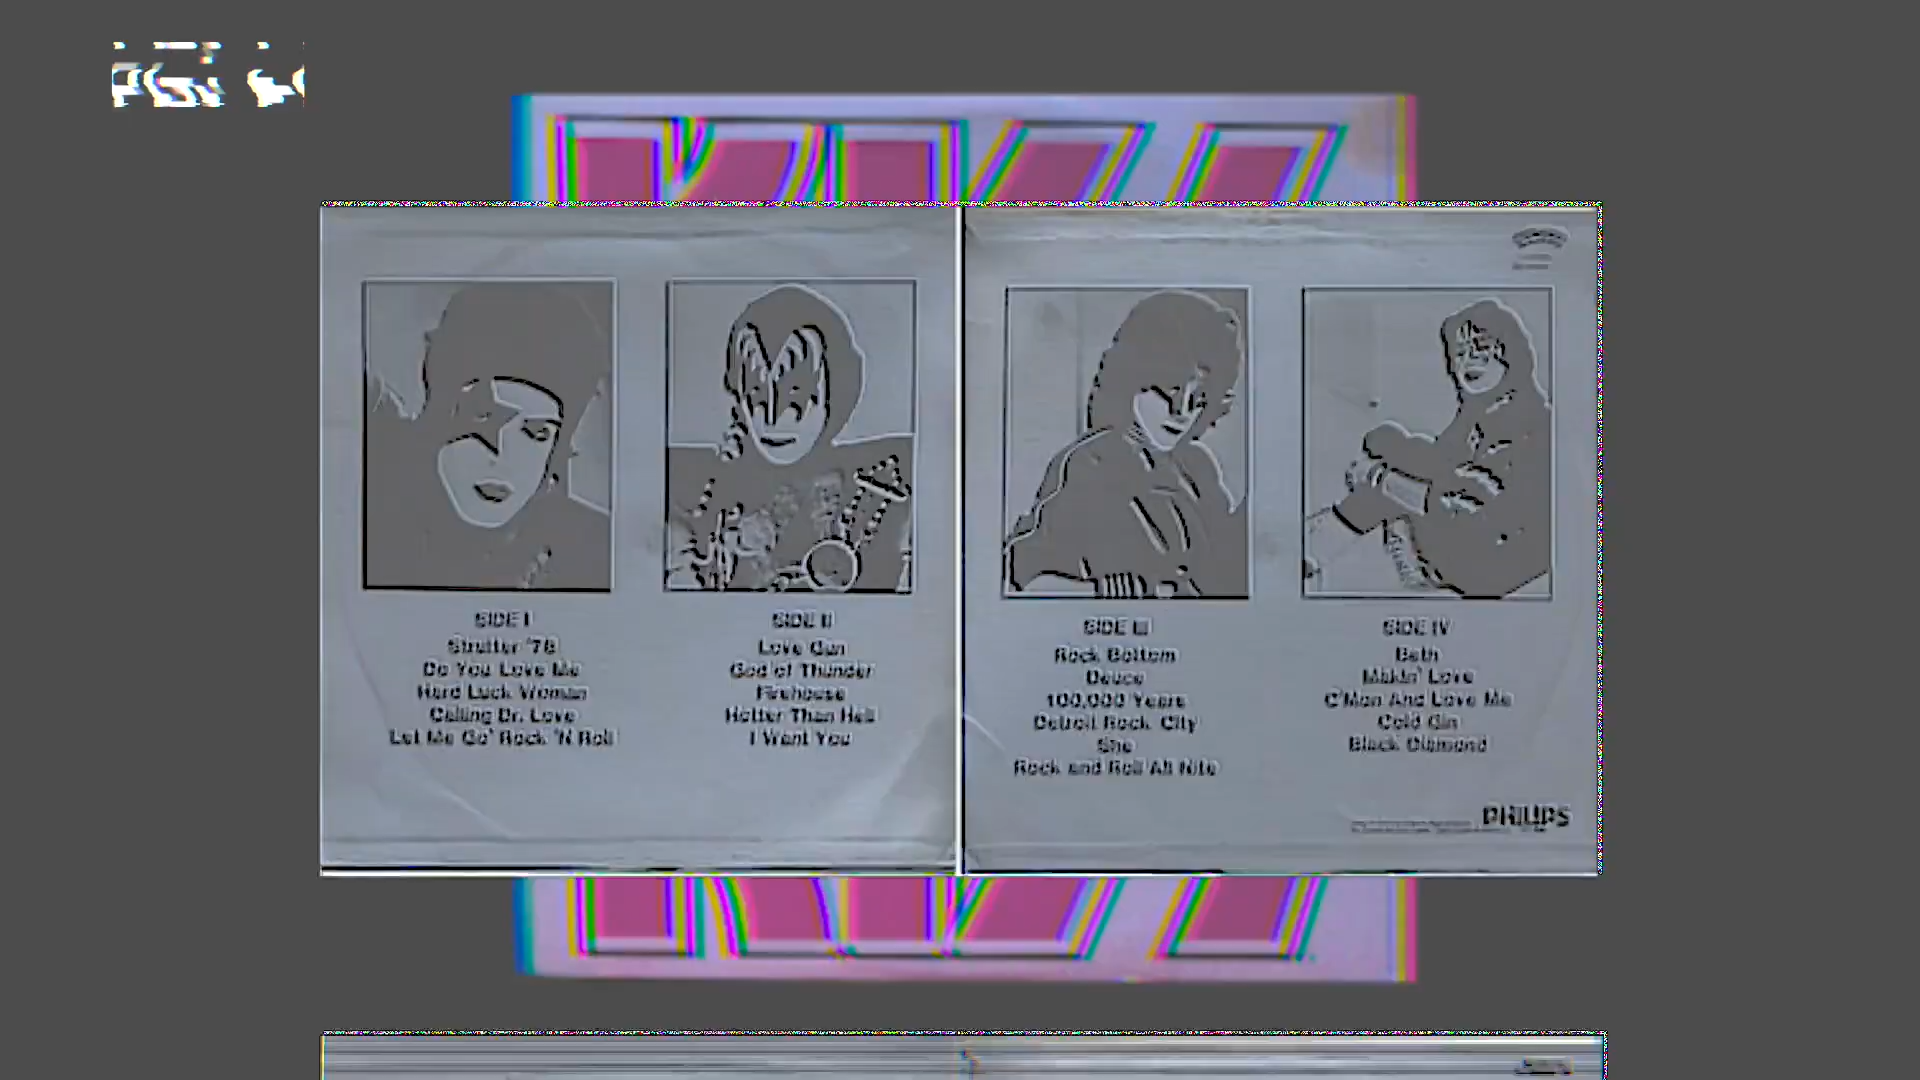 KISS
SIDE I
Strutter '78
Do You Love Me
Hard Luck Woman
Calling Dr. Love
Let Me Go' Rock 'N Roll
SIDE II
Love Gun
God of Thunder
Firehouse
Hotter Than Hell
I Want You
SIDE III
Rock Bottom
Deuce
100,000 Years
Detroit Rock City
She
Rock and Roll All Nite
SIDE IV
Beth
Makin' Love
C'Mon And Love Me
Cold Gin
Black Diamond
PHILIPS